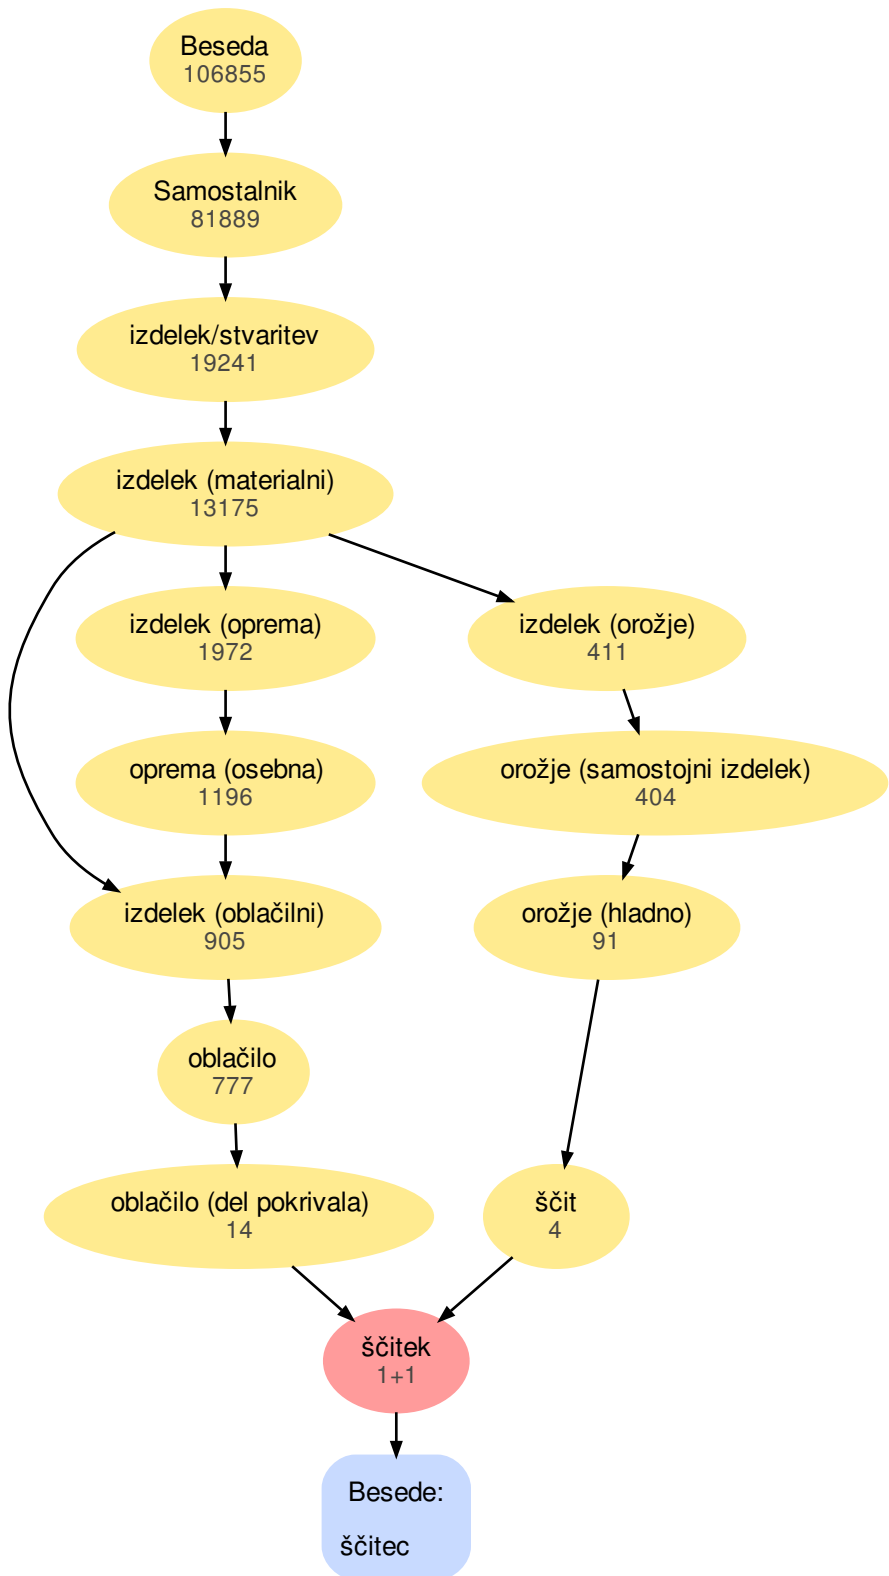 Beseda
106855
Samostalnik
81889
izdelek/stvaritev
19241
izdelek (materialni)
13175
izdelek (oprema)
1972
izdelek (orožje)
411
oprema (osebna)
1196
orožje (samostojni izdelek)
404
izdelek (oblačilni)
905
orožje (hladno)
91
oblačilo
777
oblačilo (del pokrivala)
14
ščit
4
ščitek
1+1
Besede:
ščitec